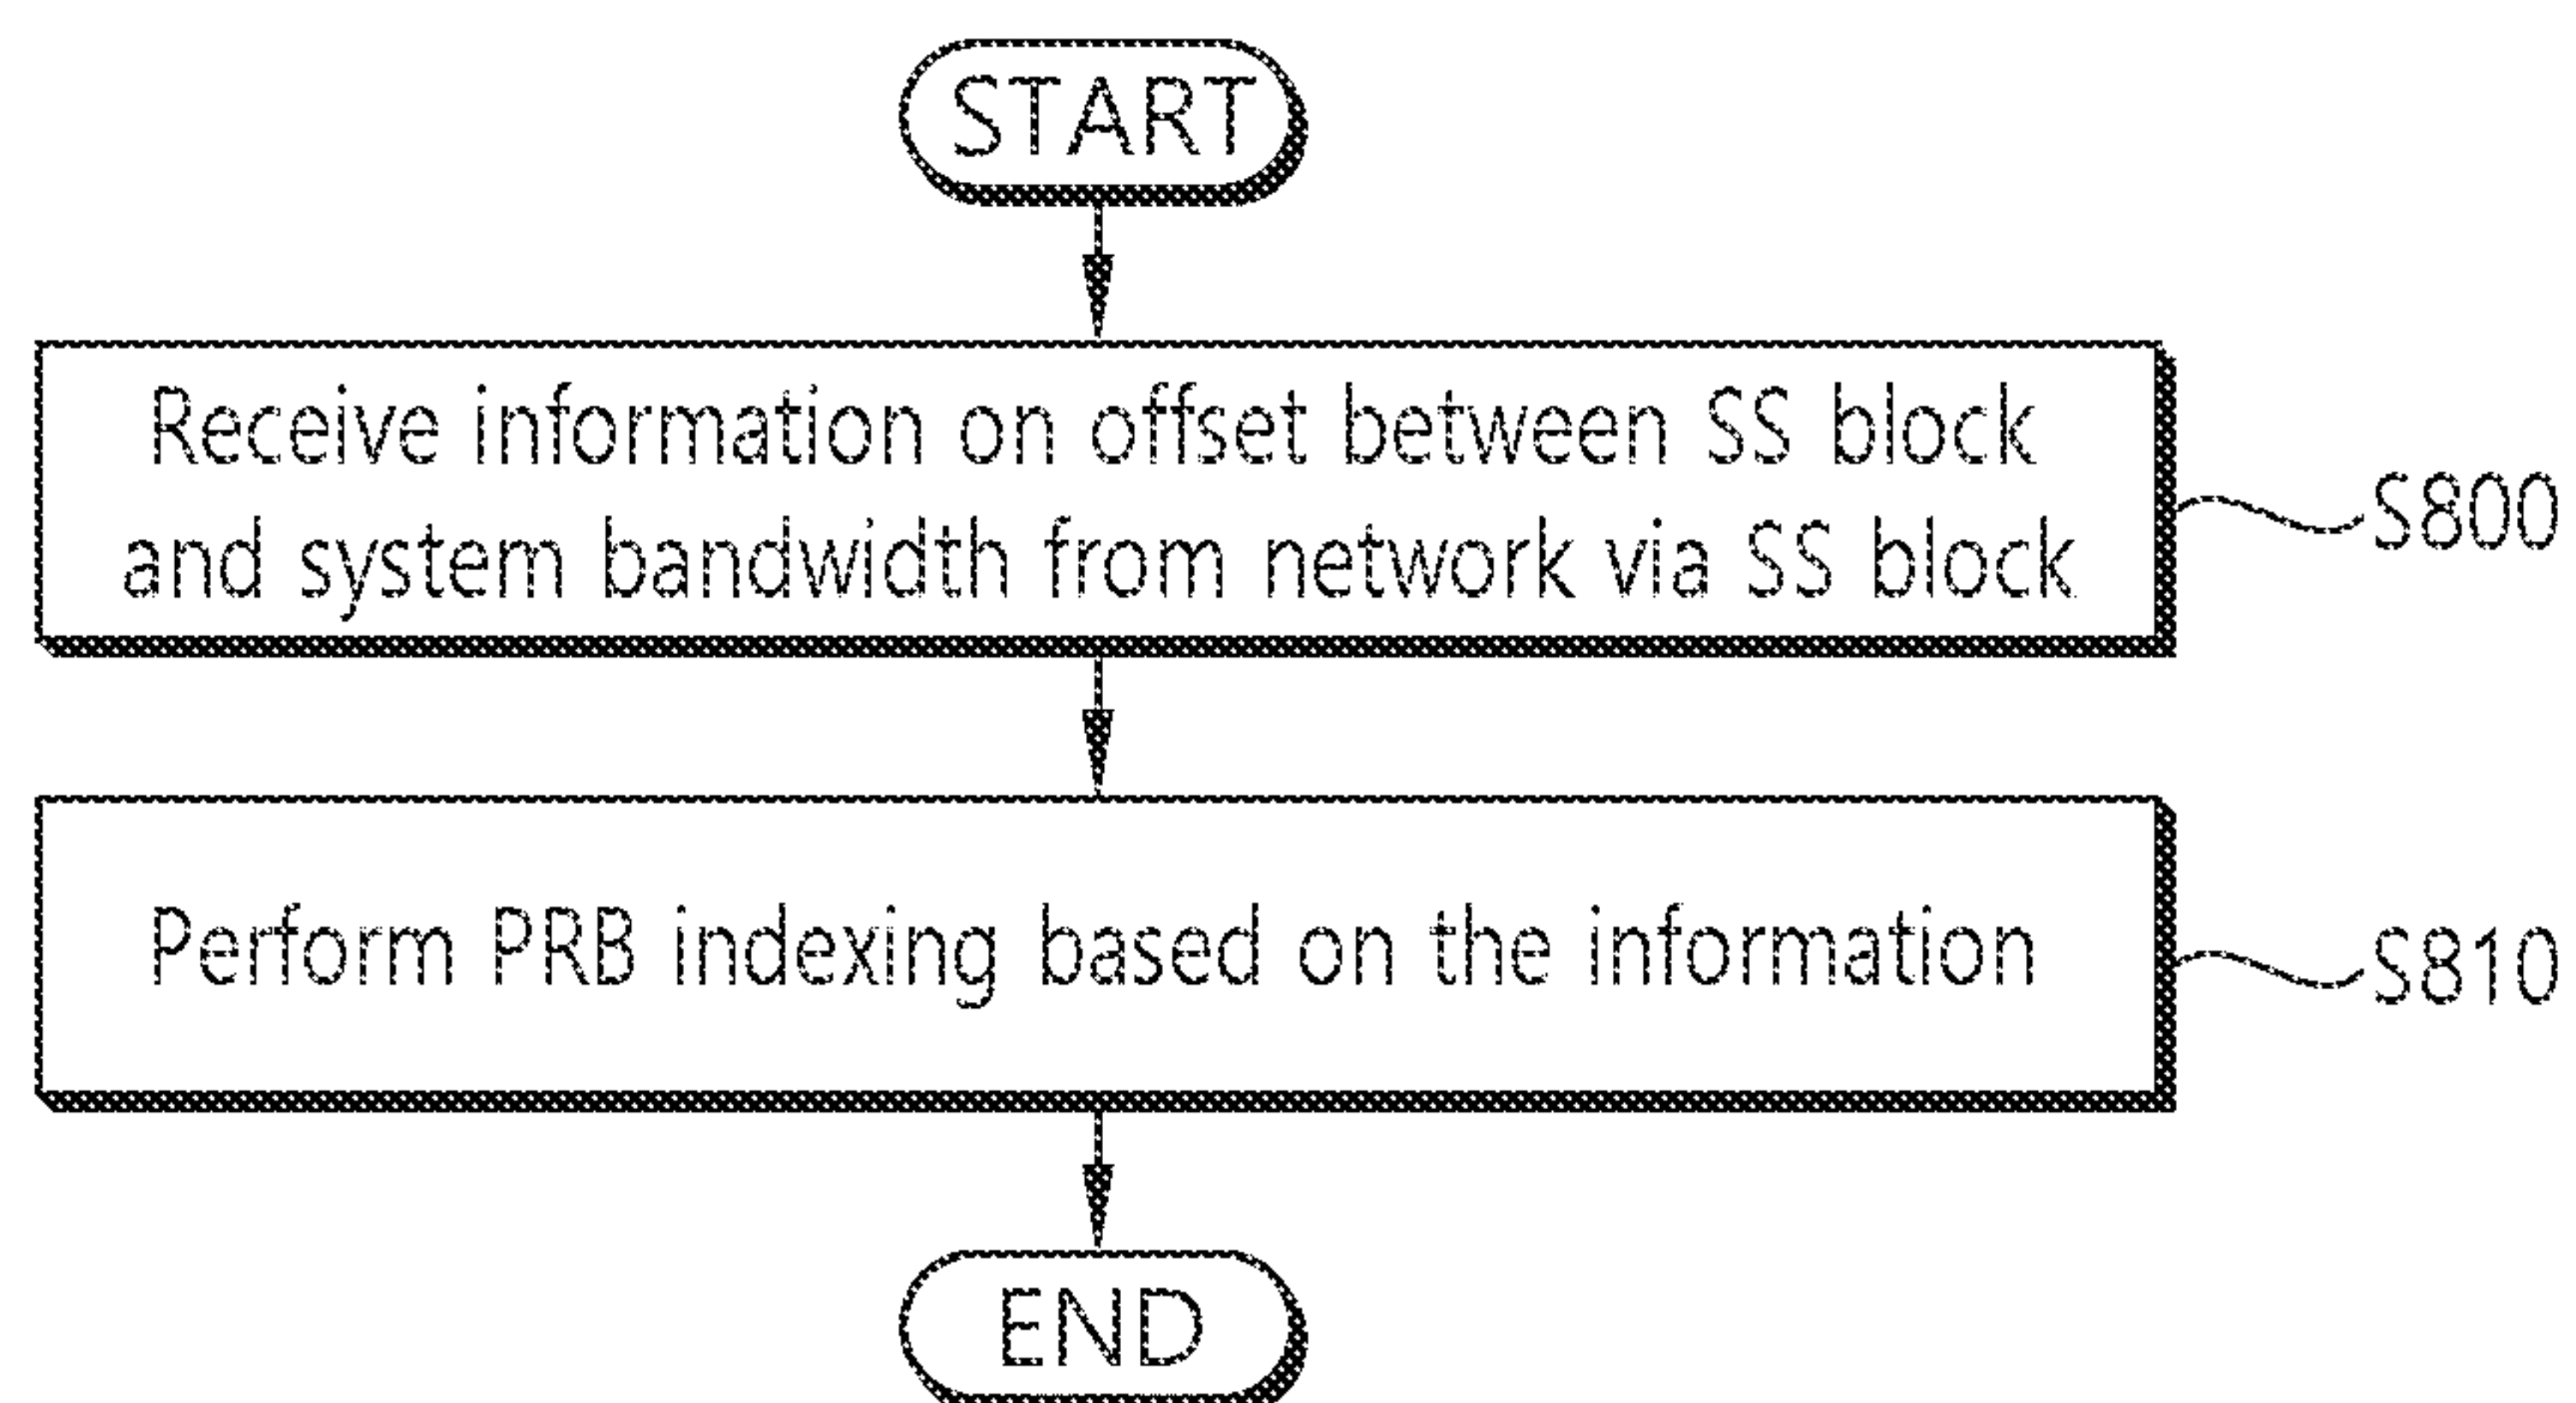 START
Receive information on offset between SS block
and system bandwidth from network via SS block
S800
Perform PRB indexing based on the information
S810
END